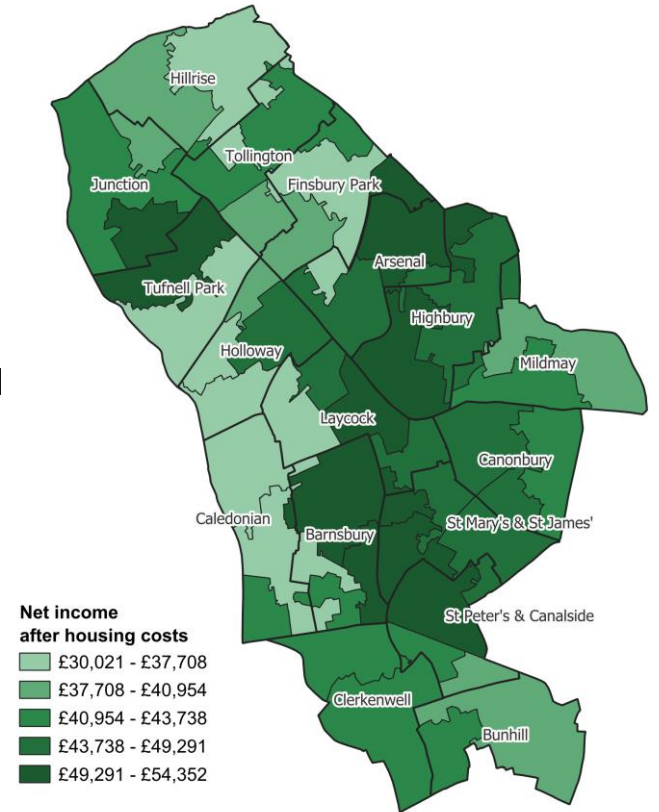 Hillrise
Tollington
Junction
Finsbury Park
Arsenal
Tufnell Park
Highbury
Holloway
Mildmay
Laycock
Canonbury
Caledonian
St Mary's & St James'
Barnsbury
St Peter's & Canalside
Clerkenwell
Bunhill
Net income
after housing costs
£30,021 - £37,708
£37,708 - £40,954
£40,954 - £43,738
£43,738 - £49,291
£49,291 - £54,352